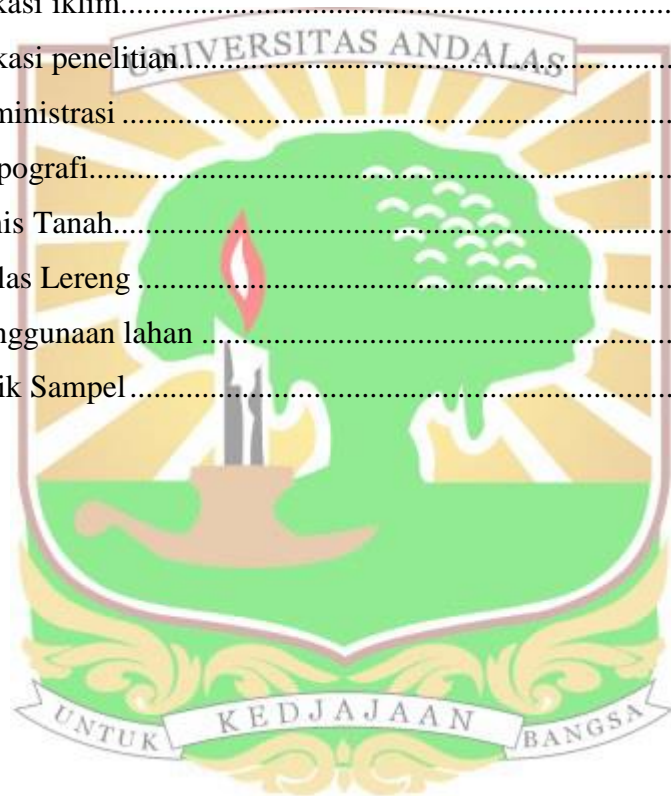 kasi iklim...............................................................................
UNIVERSITAS ANDALAS
kasi penelitian.......................................................................
ministrasi ..............................................................................
pografi...................................................................................
nis Tanah................................................................................
las Lereng ..............................................................................
nggunaan lahan ....................................................................
ik Sampel..............................................................................
UNTUK KEDJAJAAN BANGSA